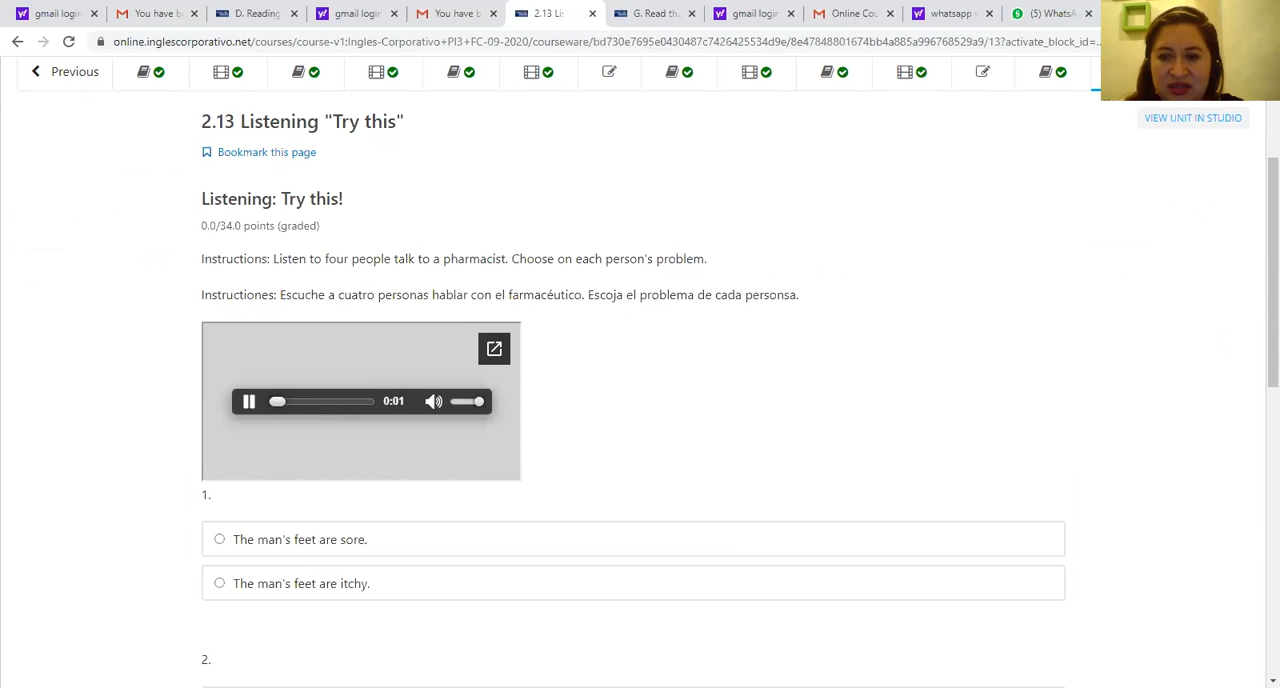 gmail login
You have b
D. Reading
gmail login
You have b
2.13 Li
G. Read th
gmail login
Online Cou
whatsapp w
(5) WhatsA
online.inglescorporativo.net/courses/course-v1:Ingles-Corporativo+PI3+FC-09-2020/courseware/bd730e7695e0430487c7426425534d9e/8e47848801674bb4a885a996768529a9/13?activate_block_id=...
Previous
2.13 Listening "Try this"
VIEW UNIT IN STUDIO
Bookmark this page
Listening: Try this!
0.0/34.0 points (graded)
Instructions: Listen to four people talk to a pharmacist. Choose on each person's problem.
Instructiones: Escuche a cuatro personas hablar con el farmacéutico. Escoja el problema de cada personsa.
0:01
1.
The man's feet are sore.
The man's feet are itchy.
2.